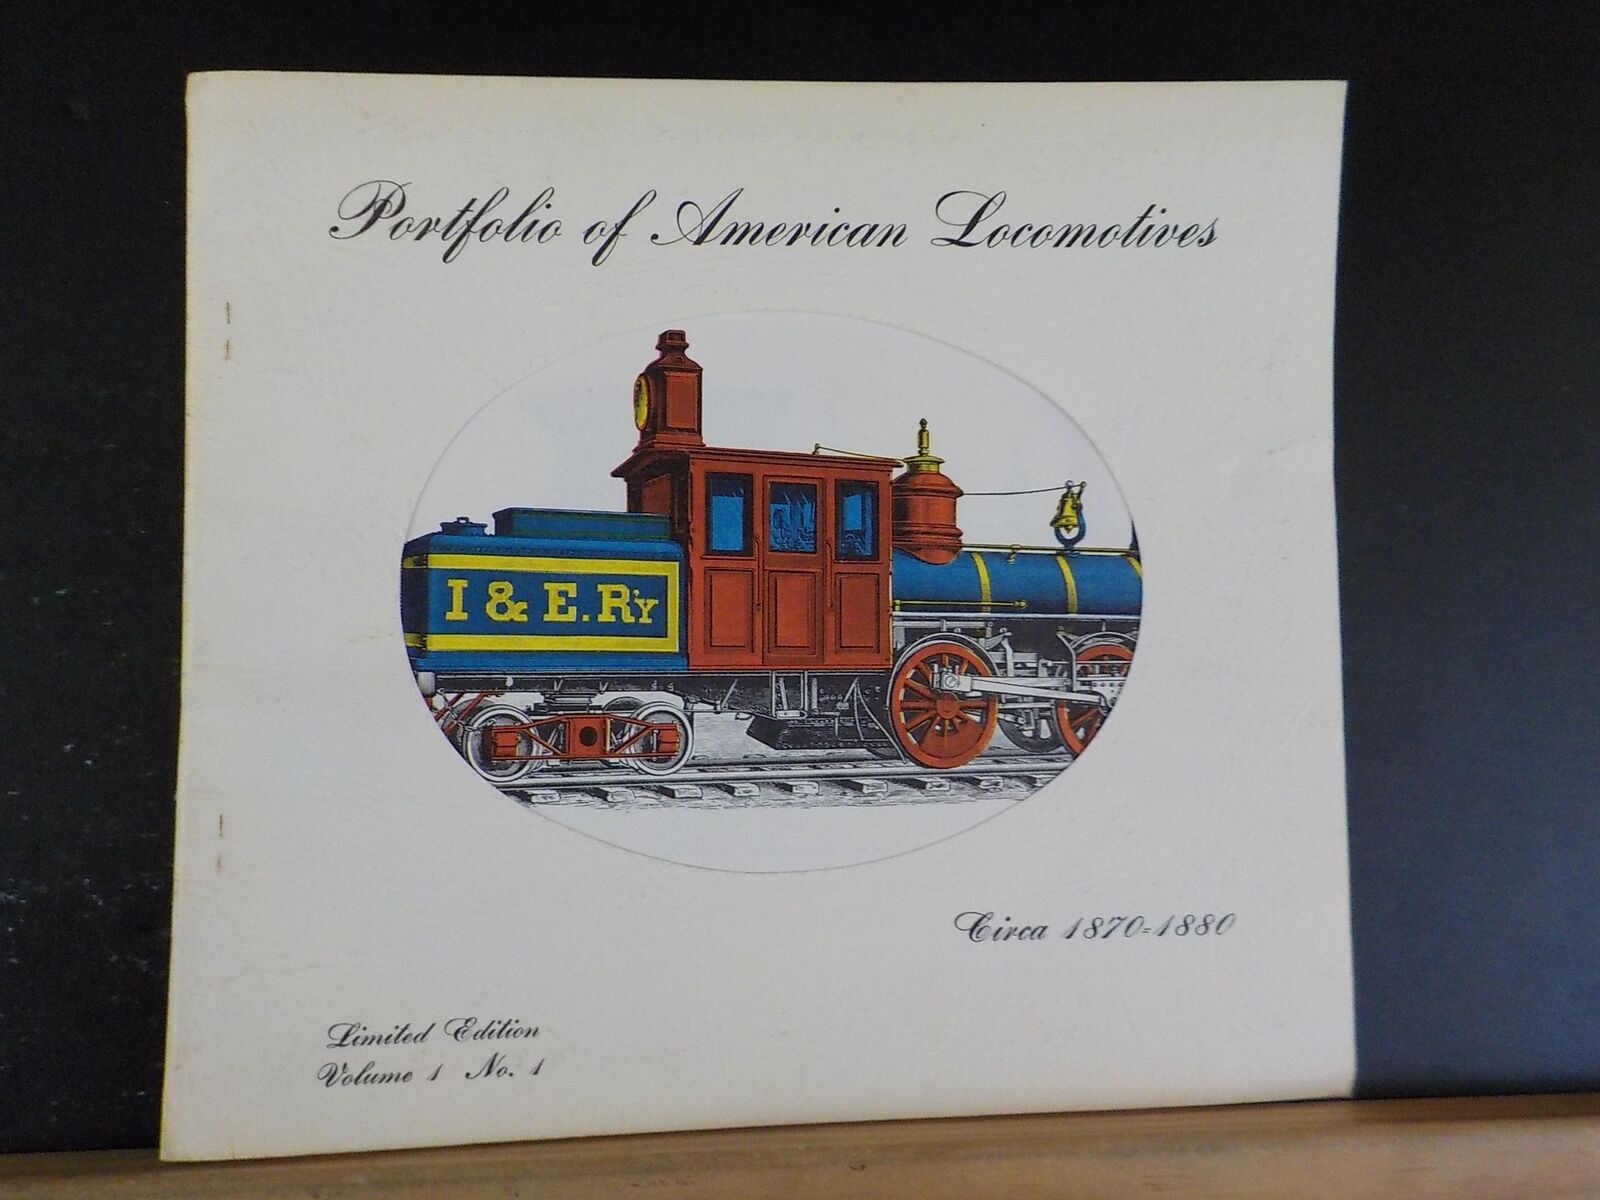 Portfolio of American Locomotives
I & E. R'Y
Circa 1870-1880
Limited Edition
Volume 1 No. 1